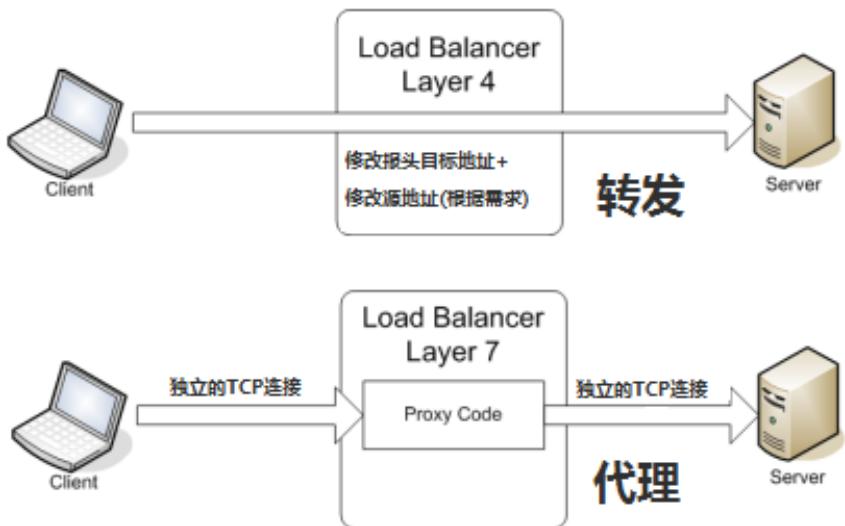 Load Balancer
Layer 4
修改报头目标地址+
修改源地址(根据需求)
转发
Client
Server
Load Balancer
Layer 7
独立的TCP连接
Proxy Code
独立的TCP连接
代理
Client
Server